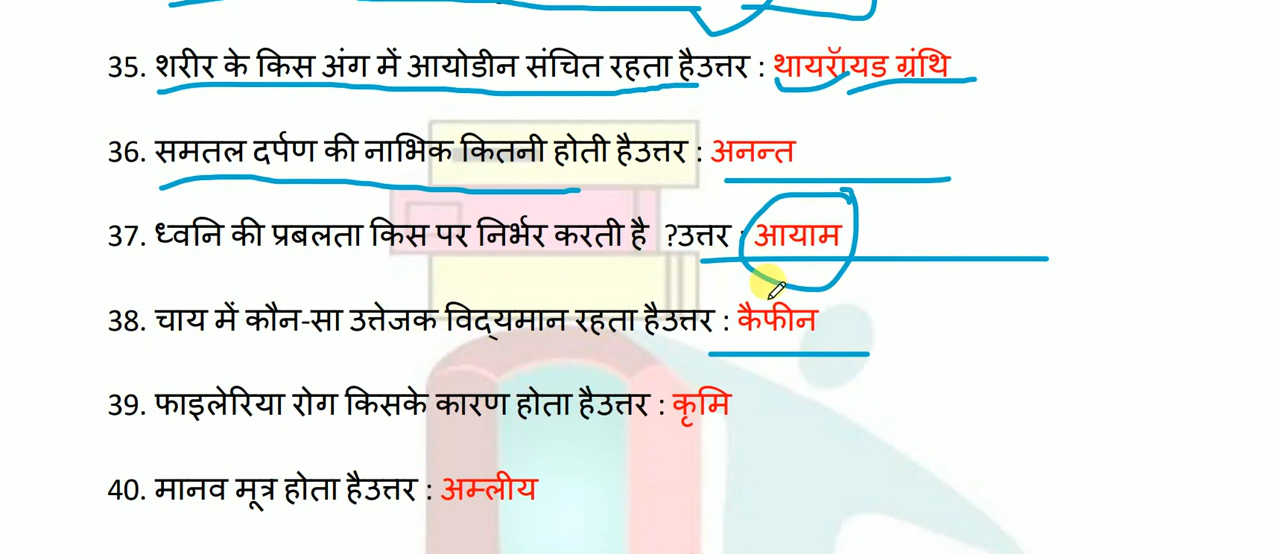 35. शरीर के किस अंग में आयोडीन संचित रहता हैउत्तर : थायरॉयड ग्रंथि
36. समतल दर्पण की नाभिक कितनी होती हैउत्तर : अनन्त
37. ध्वनि की प्रबलता किस पर निर्भर करती है ?उत्तर : आयाम
38. चाय में कौन-सा उत्तेजक विद्यमान रहता हैउत्तर : कैफीन
39. फाइलेरिया रोग किसके कारण होता हैउत्तर : कृमि
40. मानव मूत्र होता हैउत्तर : अम्लीय